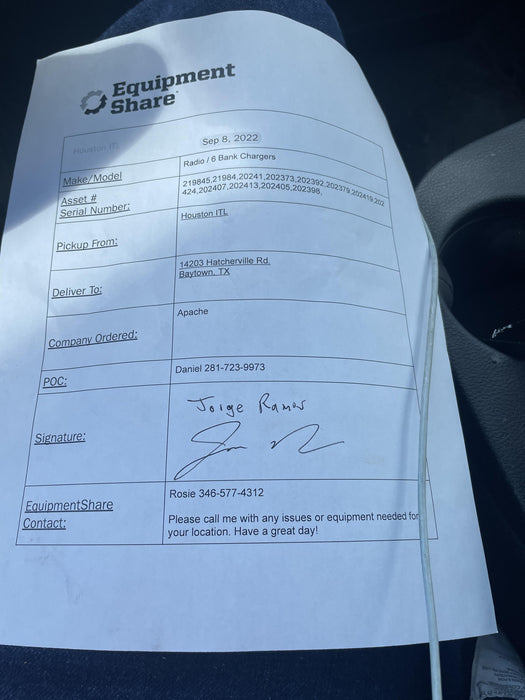 Equipment
Share
Houston ITL
Sep 8, 2022
Make/Model
Radio / 6 Bank Chargers
Asset #
Serial Number:
219845,21984,20241,202373,202392,202379,202419,202
424,202407,202413,202405,202398,
Pickup From:
Houston ITL
Deliver To:
14203 Hatcherville Rd.
Baytown, TX
Company Ordered:
Apache
POC:
Daniel 281-723-9973
Signature:
Jorge Ramos
EquipmentShare
Contact:
Rosie 346-577-4312
Please call me with any issues or equipment needed for
your location. Have a great day!